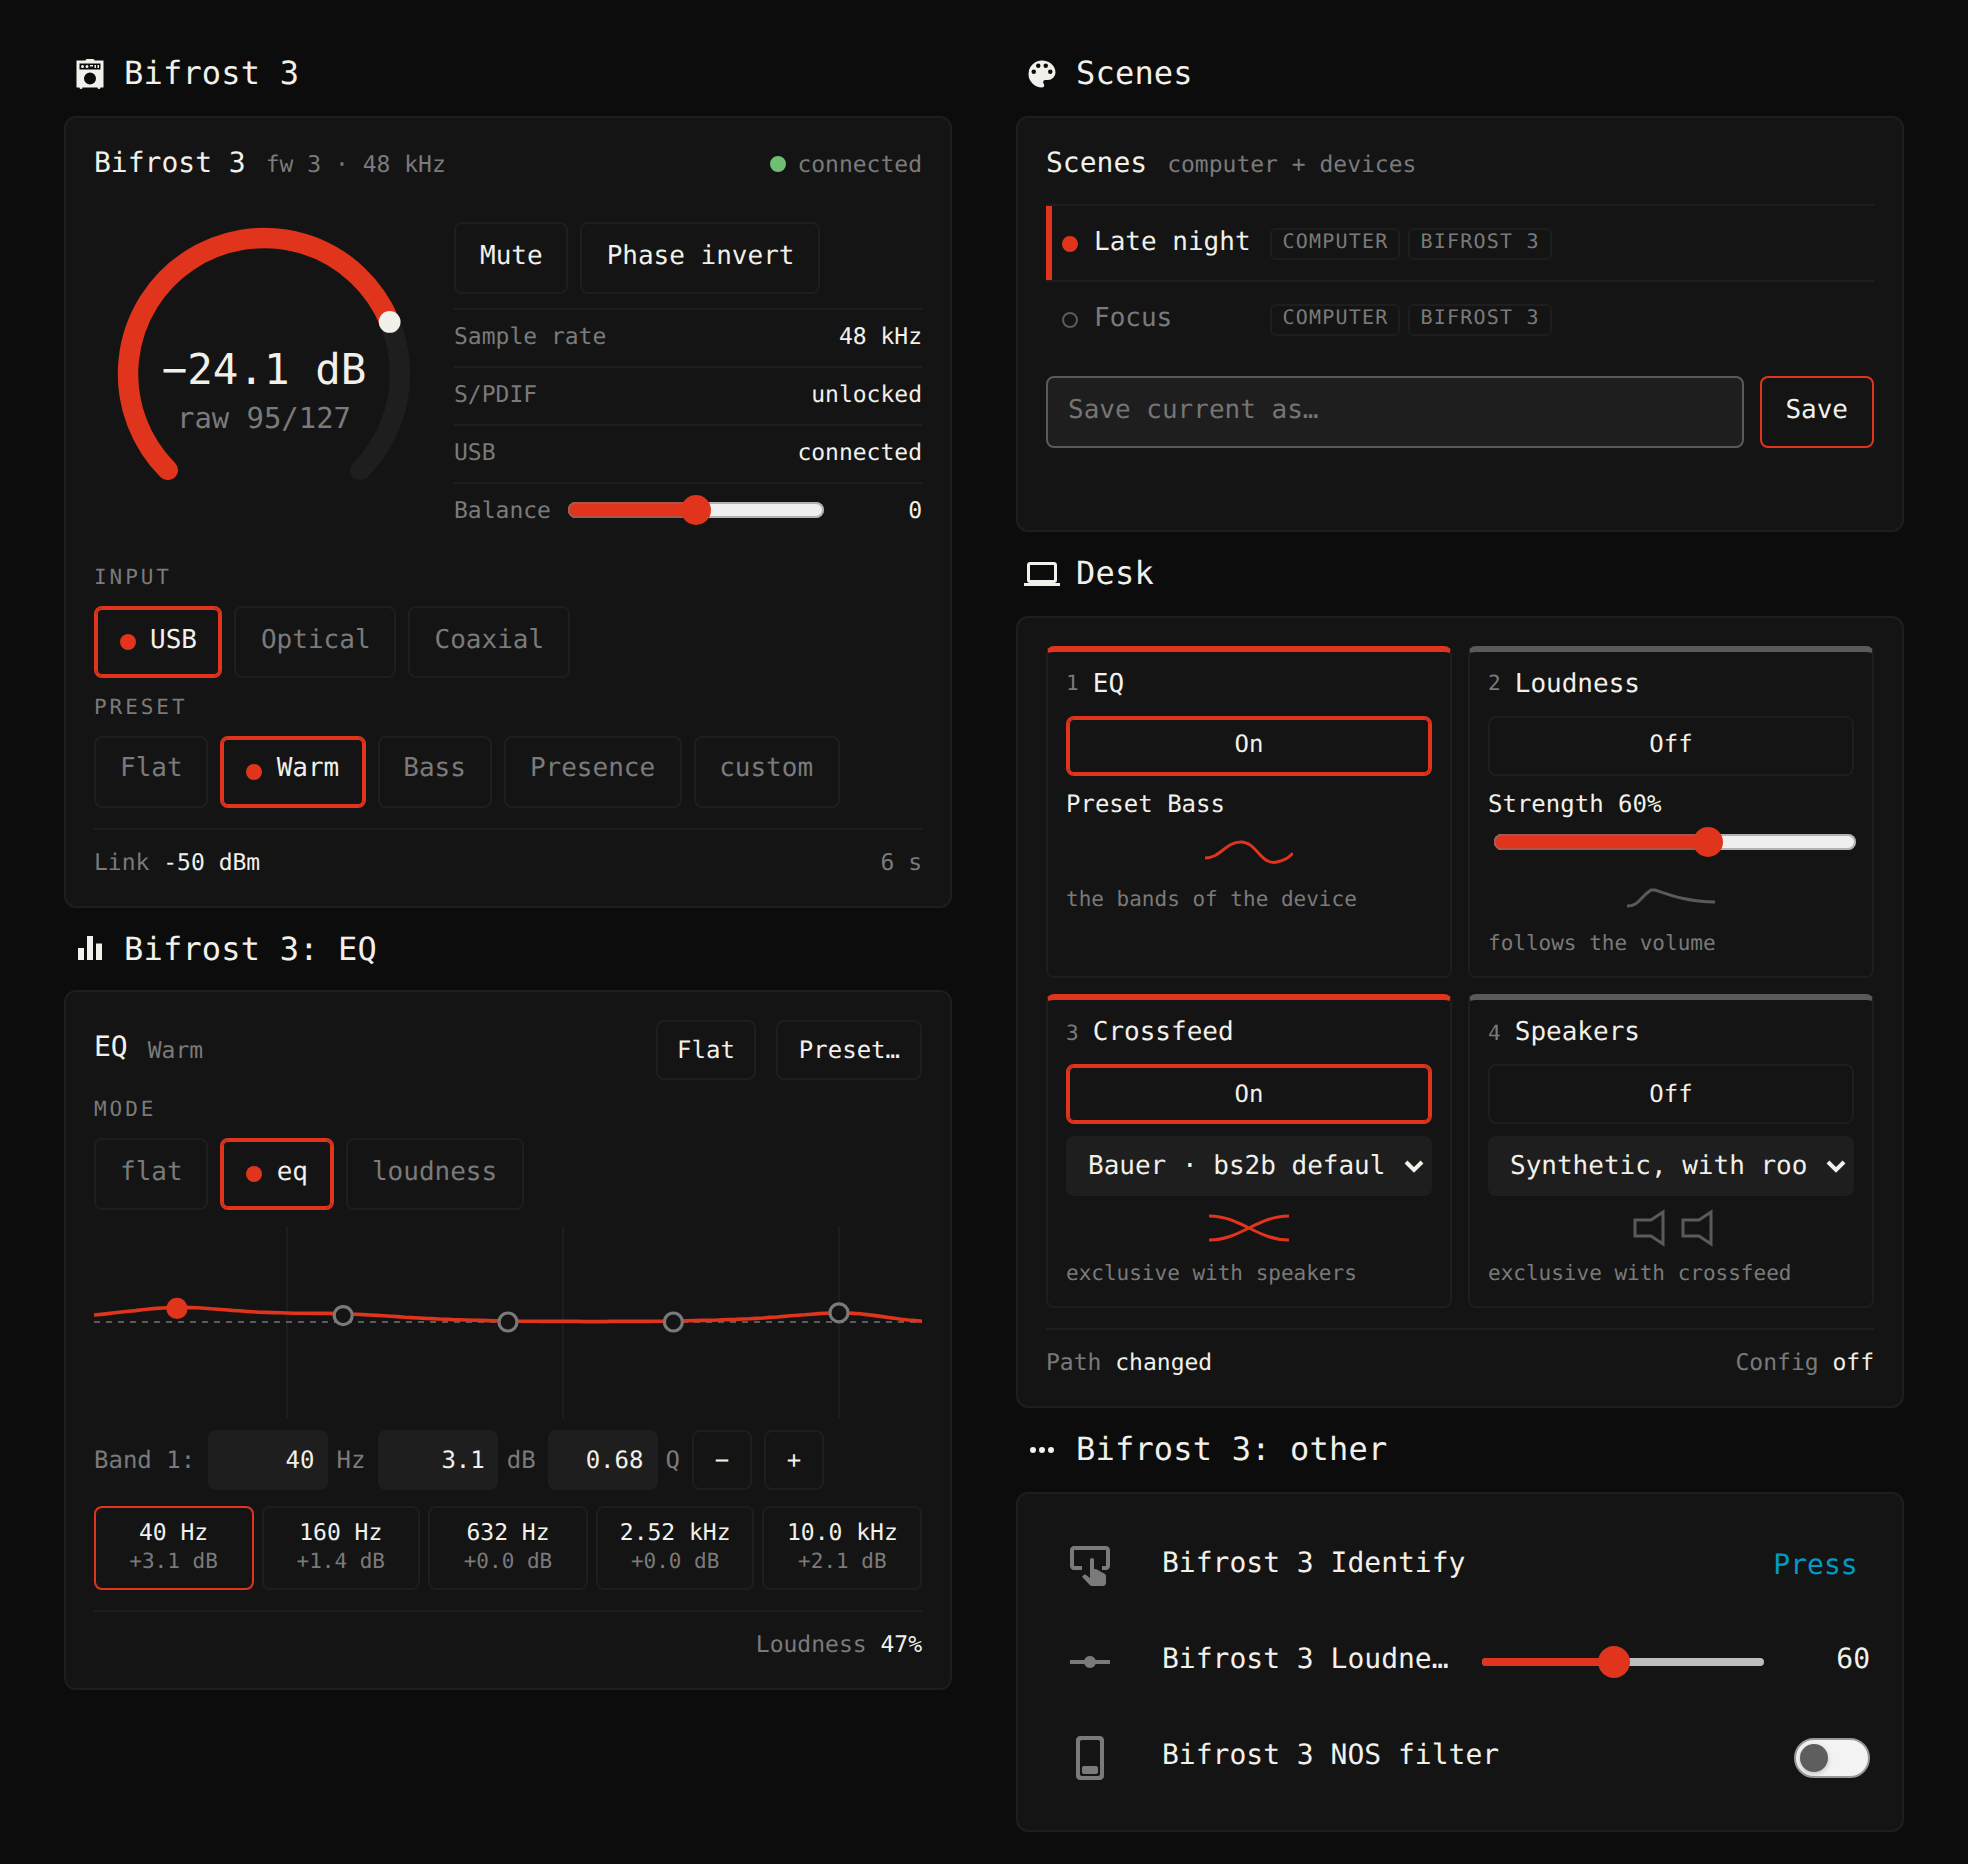 Bifrost 3
Bifrost 3 fw 3 · 48 kHz connected
Mute Phase invert
−24.1 dB
raw 95/127
Sample rate 48 kHz
S/PDIF unlocked
USB connected
Balance 0
INPUT
USB Optical Coaxial
PRESET
Flat Warm Bass Presence custom
Link -50 dBm 6 s
Bifrost 3: EQ
EQ Warm Flat Preset…
MODE
flat eq loudness
Band 1: 40 Hz 3.1 dB 0.68 Q − +
40 Hz 160 Hz 632 Hz 2.52 kHz 10.0 kHz
+3.1 dB +1.4 dB +0.0 dB +0.0 dB +2.1 dB
Loudness 47%
Scenes
Scenes computer + devices
Late night COMPUTER BIFROST 3
Focus COMPUTER BIFROST 3
Save current as… Save
Desk
1 EQ
On
Preset Bass
the bands of the device
2 Loudness
Off
Strength 60%
follows the volume
3 Crossfeed
On
Bauer · bs2b defaul
exclusive with speakers
4 Speakers
Off
Synthetic, with roo
exclusive with crossfeed
Path changed Config off
Bifrost 3: other
Bifrost 3 Identify Press
Bifrost 3 Loudne… 60
Bifrost 3 NOS filter